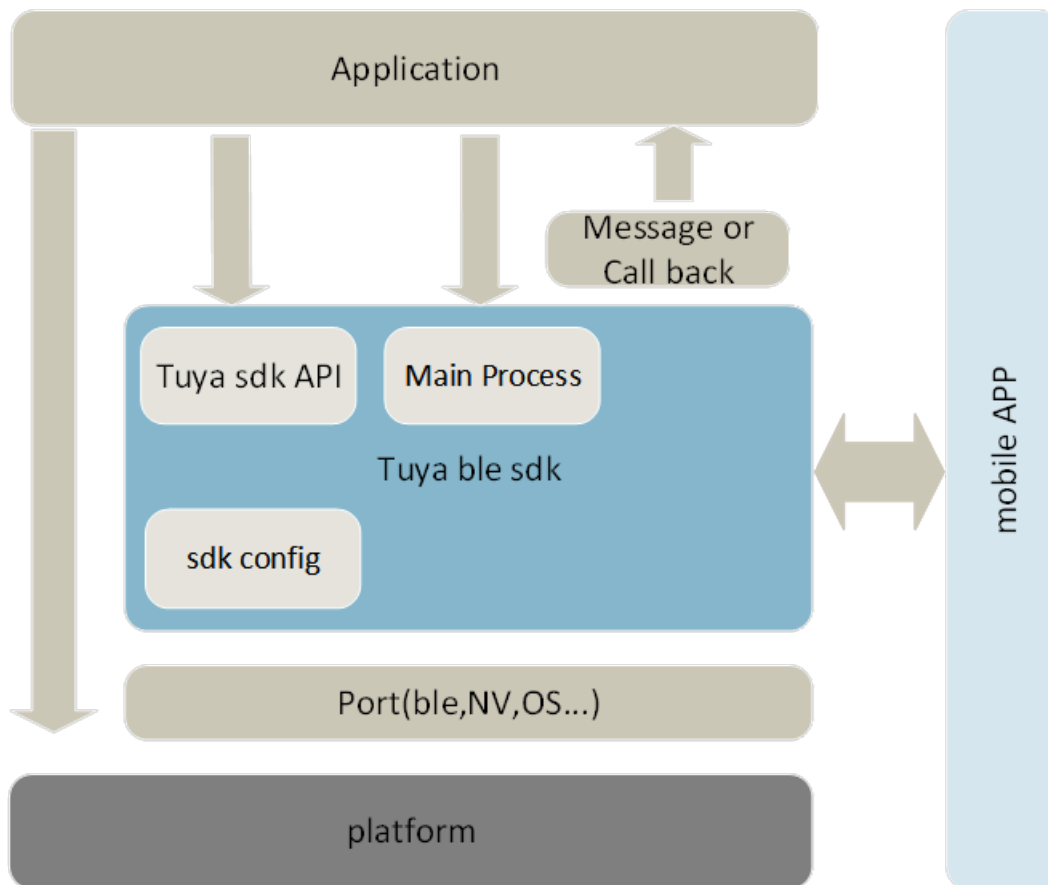 Application
Message or
Call back
Tuya sdk API
Main Process
Tuya ble sdk
sdk config
Port(ble,NV,OS...)
platform
mobile APP